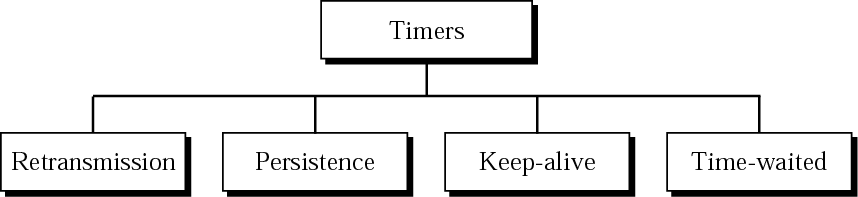 Timers
Retransmission
Persistence
Keep-alive
Time-waited